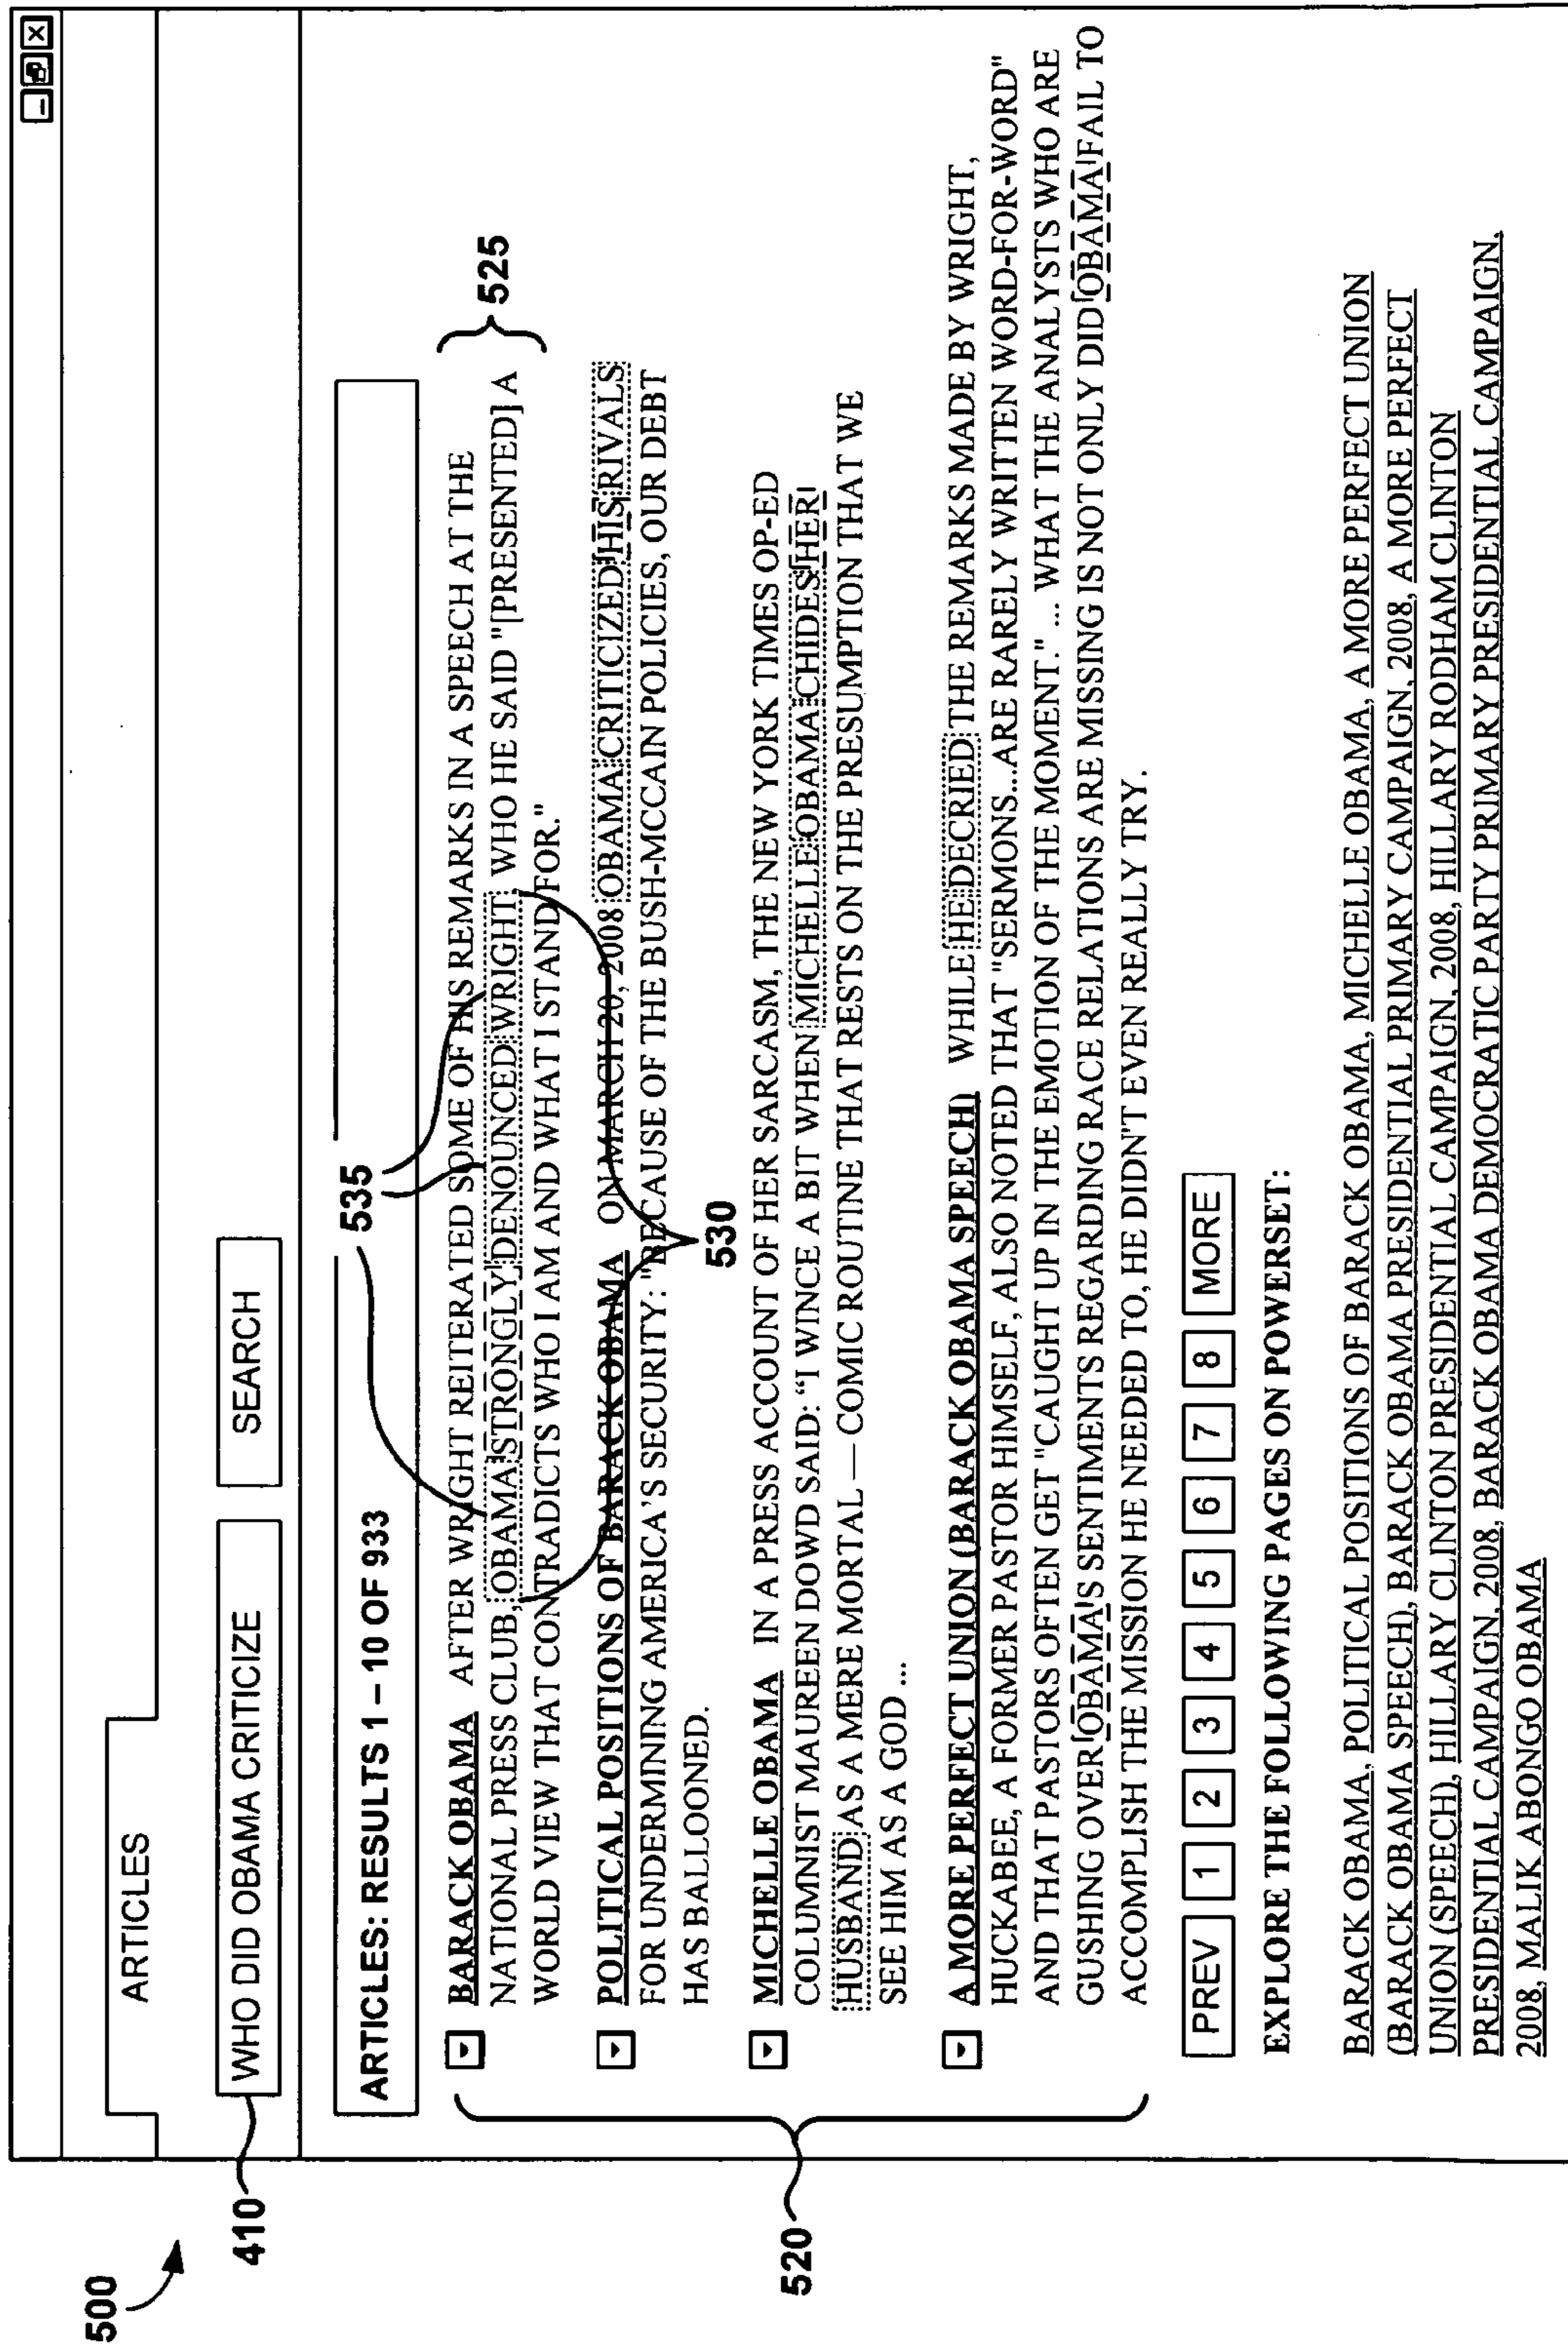 500
ARTICLES
410
WHO DID OBAMA CRITICIZE
SEARCH
ARTICLES: RESULTS 1 – 10 OF 933
535
525
BARACK OBAMA AFTER WRIGHT REITERATED SOME OF HIS REMARKS IN A SPEECH AT THE
NATIONAL PRESS CLUB, OBAMA STRONGLY DENOUNCED WRIGHT WHO HE SAID "[PRESENTED] A
WORLD VIEW THAT CONTRADICTS WHO I AM AND WHAT I STAND FOR."
POLITICAL POSITIONS OF BARACK OBAMA ON MARCH 20, 2008 OBAMA CRITICIZED HIS RIVALS
FOR UNDERMINING AMERICA'S SECURITY: "BECAUSE OF THE BUSH-MCCAIN POLICIES, OUR DEBT
HAS BALLOONED.
530
MICHELLE OBAMA IN A PRESS ACCOUNT OF HER SARCASM, THE NEW YORK TIMES OP-ED
COLUMNIST MAUREEN DOWD SAID: “I WINCE A BIT WHEN MICHELLE OBAMA CHIDES HER
HUSBAND AS A MERE MORTAL — COMIC ROUTINE THAT RESTS ON THE PRESUMPTION THAT WE
SEE HIM AS A GOD ...
520
A MORE PERFECT UNION (BARACK OBAMA SPEECH) WHILE HE DECRIED THE REMARKS MADE BY WRIGHT,
HUCKABEE, A FORMER PASTOR HIMSELF, ALSO NOTED THAT "SERMONS...ARE RARELY WRITTEN WORD-FOR-WORD"
AND THAT PASTORS OFTEN GET "CAUGHT UP IN THE EMOTION OF THE MOMENT." ... WHAT THE ANALYSTS WHO ARE
GUSHING OVER OBAMA'S SENTIMENTS REGARDING RACE RELATIONS ARE MISSING IS NOT ONLY DID OBAMA FAIL TO
ACCOMPLISH THE MISSION HE NEEDED TO, HE DIDN'T EVEN REALLY TRY.
PREV 1 2 3 4 5 6 7 8 MORE
EXPLORE THE FOLLOWING PAGES ON POWERSET:
BARACK OBAMA, POLITICAL POSITIONS OF BARACK OBAMA, MICHELLE OBAMA, A MORE PERFECT UNION
(BARACK OBAMA SPEECH), BARACK OBAMA PRESIDENTIAL PRIMARY CAMPAIGN, 2008, A MORE PERFECT
UNION (SPEECH), HILLARY CLINTON PRESIDENTIAL CAMPAIGN, 2008, HILLARY RODHAM CLINTON
PRESIDENTIAL CAMPAIGN, 2008, BARACK OBAMA DEMOCRATIC PARTY PRIMARY PRESIDENTIAL CAMPAIGN,
2008, MALIK ABONGO OBAMA